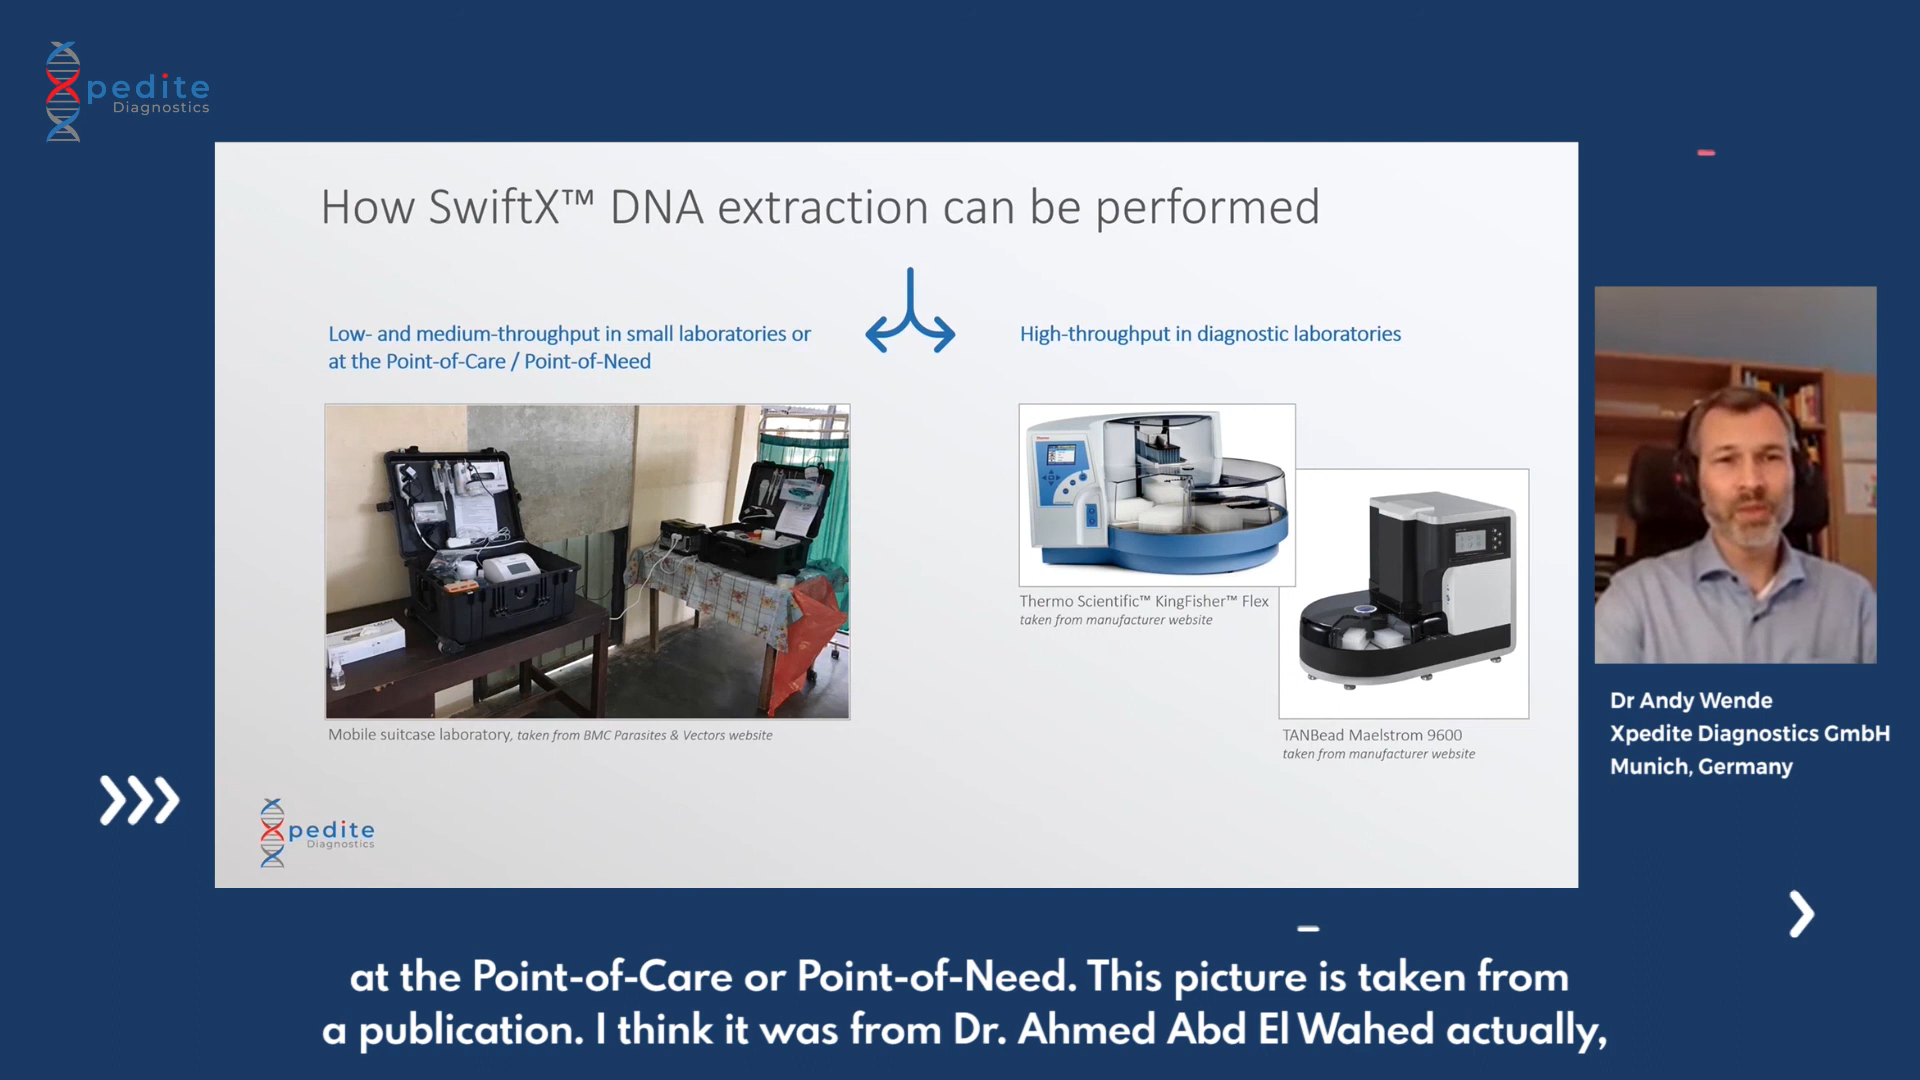 pedite
Diagnostics
How SwiftX™ DNA extraction can be performed
Low- and medium-throughput in small laboratories or
at the Point-of-Care / Point-of-Need
High-throughput in diagnostic laboratories
Thermo Scientific™ KingFisher™ Flex
taken from manufacturer website
Mobile suitcase laboratory, taken from BMC Parasites & Vectors website
TANBead Maelstrom 9600
taken from manufacturer website
pedite
Diagnostics
Dr Andy Wende
Xpedite Diagnostics GmbH
Munich, Germany
at the Point-of-Care or Point-of-Need. This picture is taken from
a publication. I think it was from Dr. Ahmed Abd El Wahed actually,